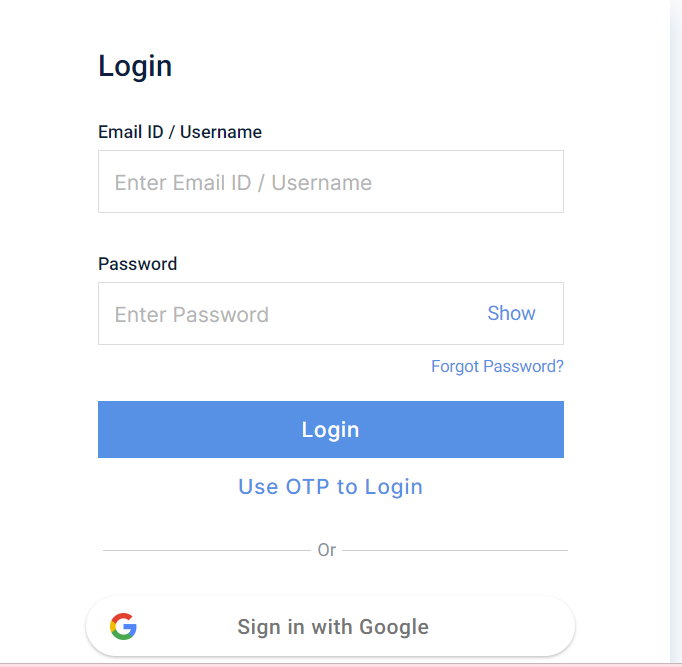 Login
Email ID / Username
Enter Email ID / Username
Password
Enter Password Show
Forgot Password?
Login
Use OTP to Login
Or
Sign in with Google